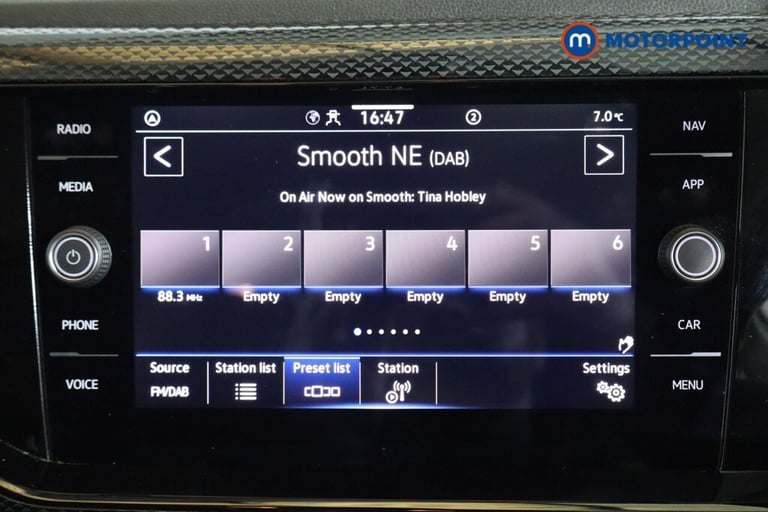 m MOTORPOINT
RADIO
MEDIA
PHONE
VOICE
16:47
2
7.0°C
Smooth NE (DAB)
On Air Now on Smooth: Tina Hobley
1 2 3 4 5 6
88.3 MHz Empty Empty Empty Empty Empty
Source Station list Preset list Station Settings
FM/DAB
NAV
APP
CAR
MENU